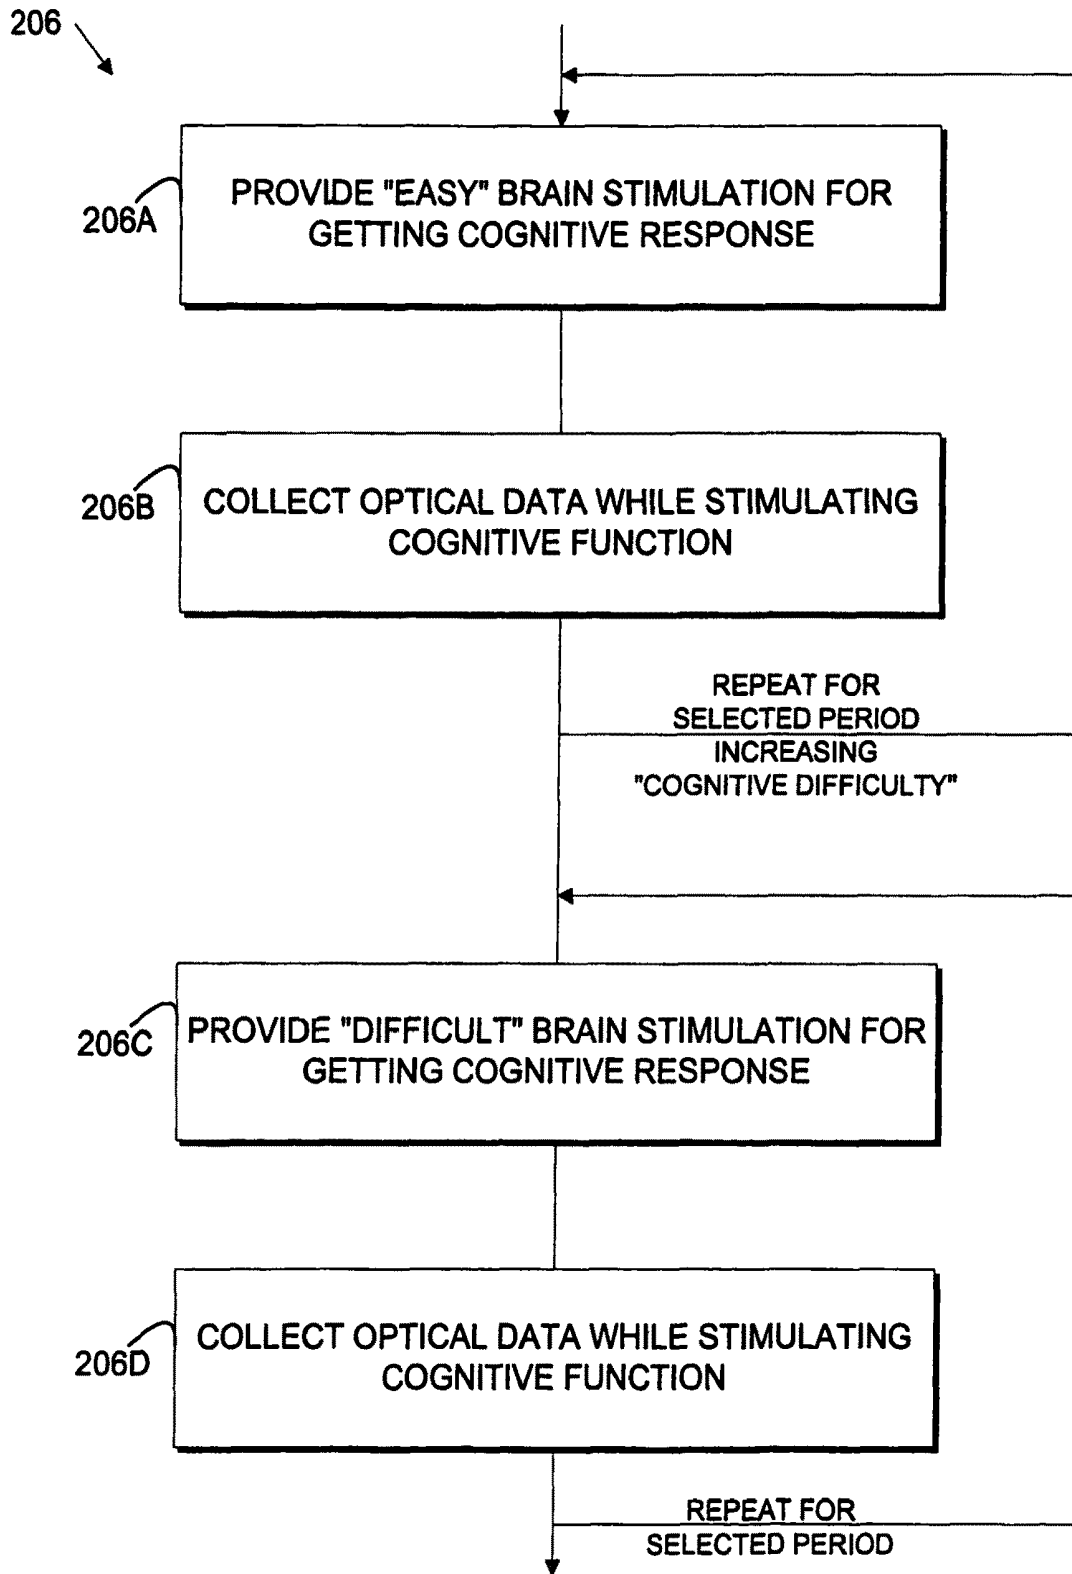 206
206A
PROVIDE "EASY" BRAIN STIMULATION FOR
GETTING COGNITIVE RESPONSE
206B
COLLECT OPTICAL DATA WHILE STIMULATING
COGNITIVE FUNCTION
REPEAT FOR
SELECTED PERIOD
INCREASING
"COGNITIVE DIFFICULTY"
206C
PROVIDE "DIFFICULT" BRAIN STIMULATION FOR
GETTING COGNITIVE RESPONSE
206D
COLLECT OPTICAL DATA WHILE STIMULATING
COGNITIVE FUNCTION
REPEAT FOR
SELECTED PERIOD